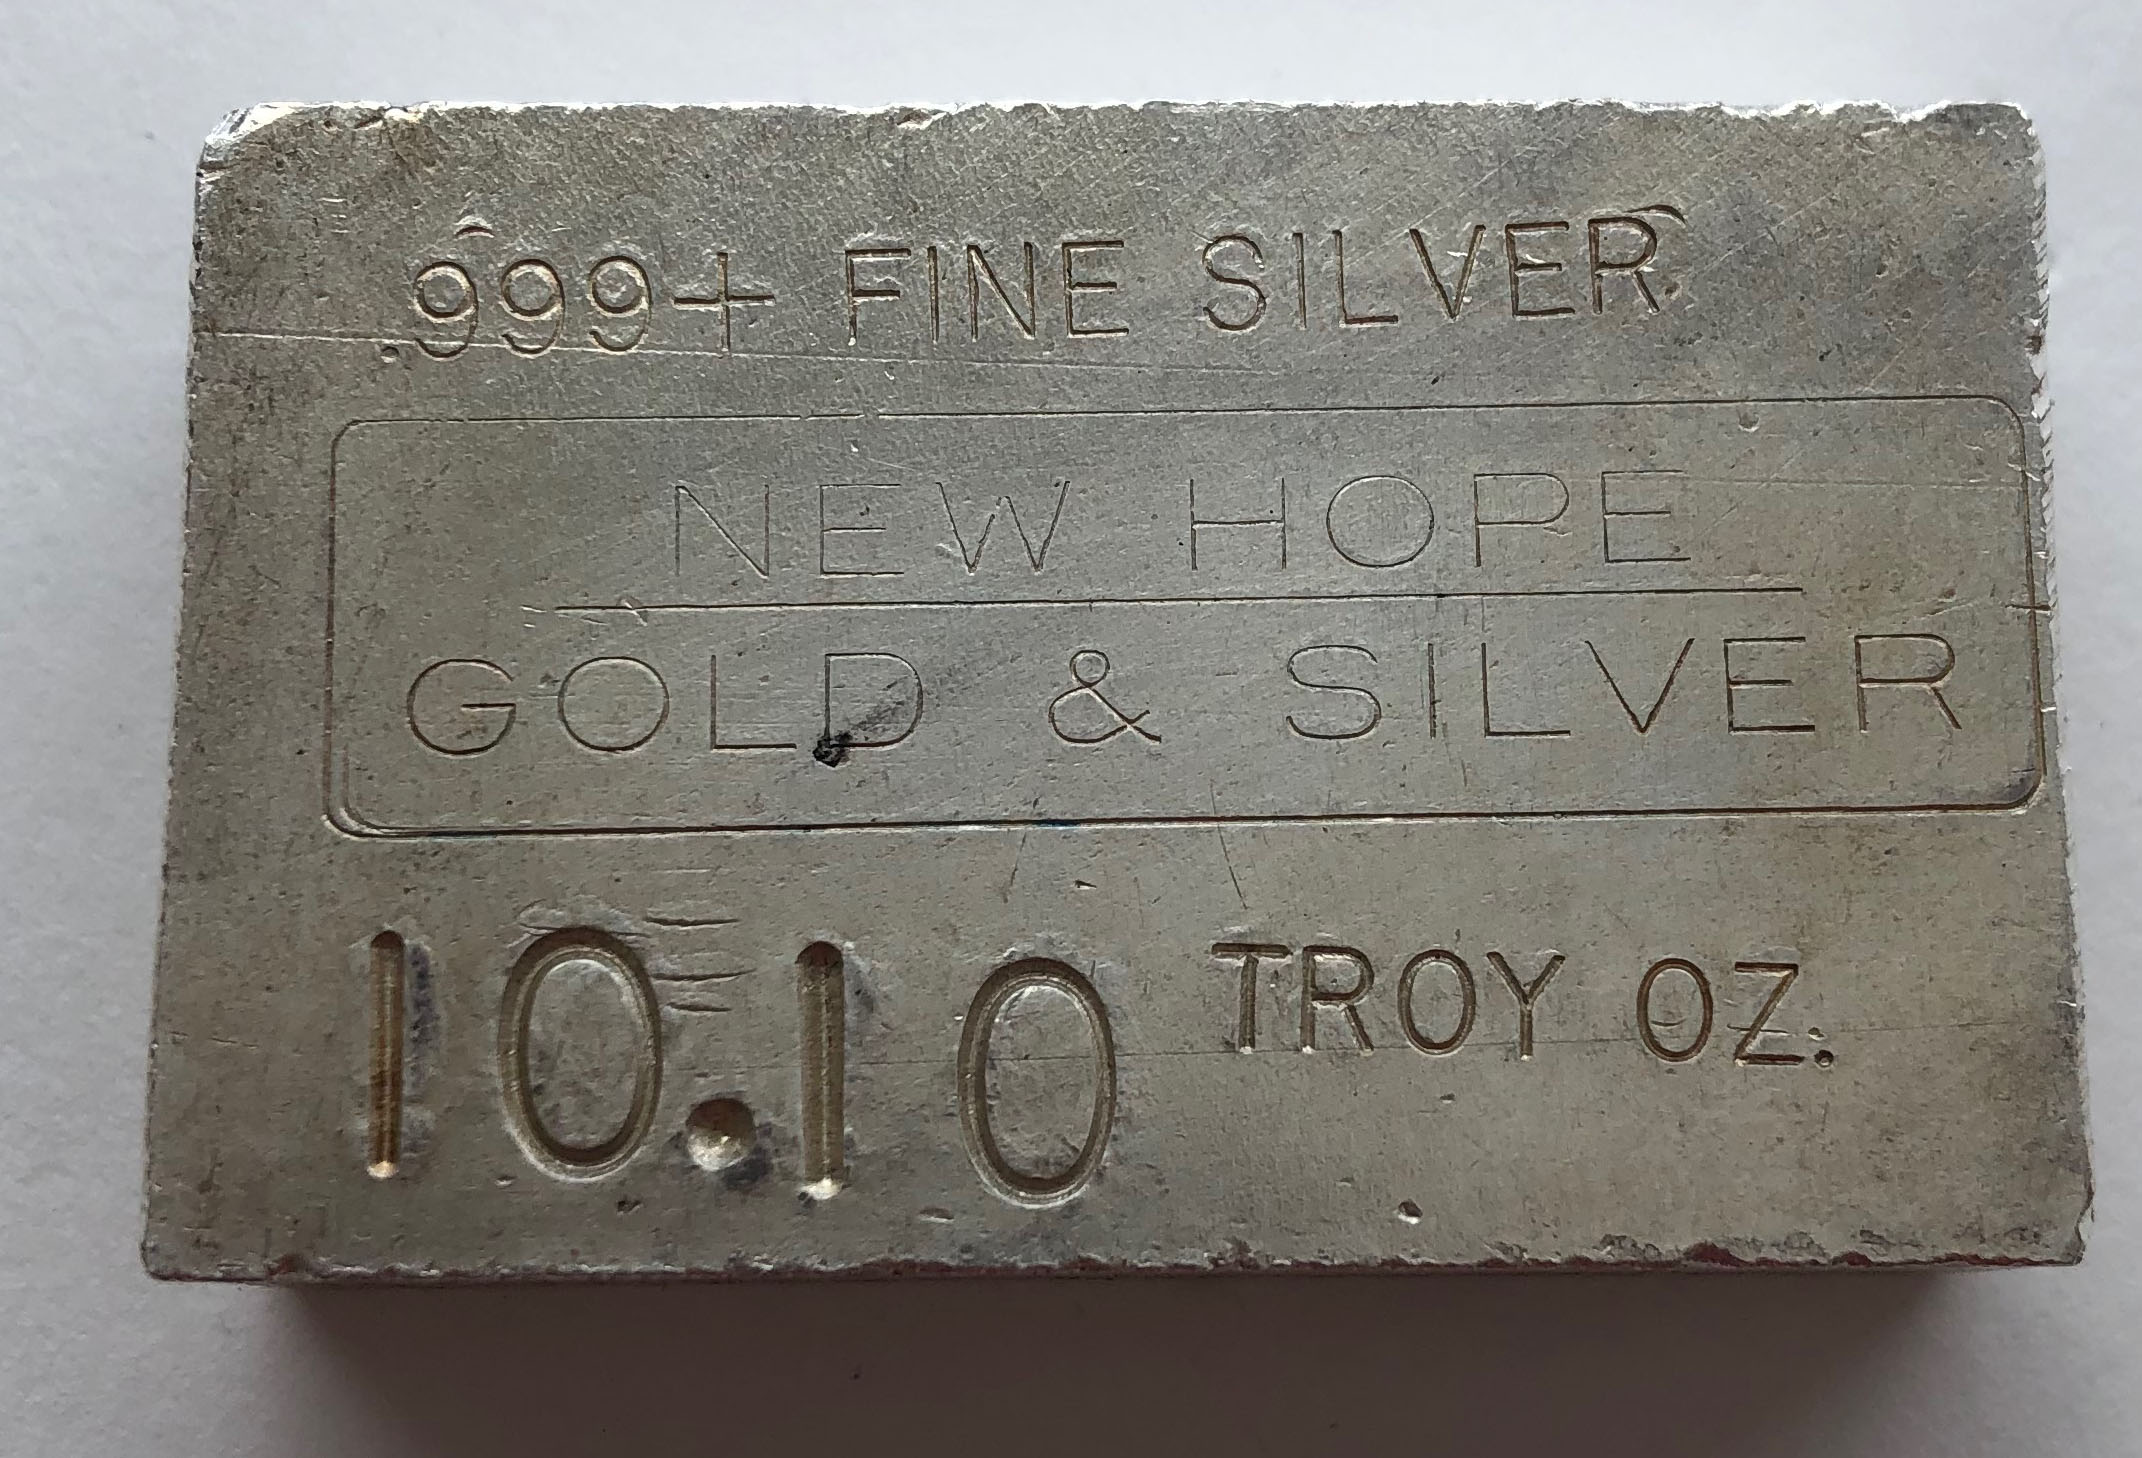 .999+ FINE SILVER
NEW HOPE
GOLD & SILVER
10.10 TROY OZ.